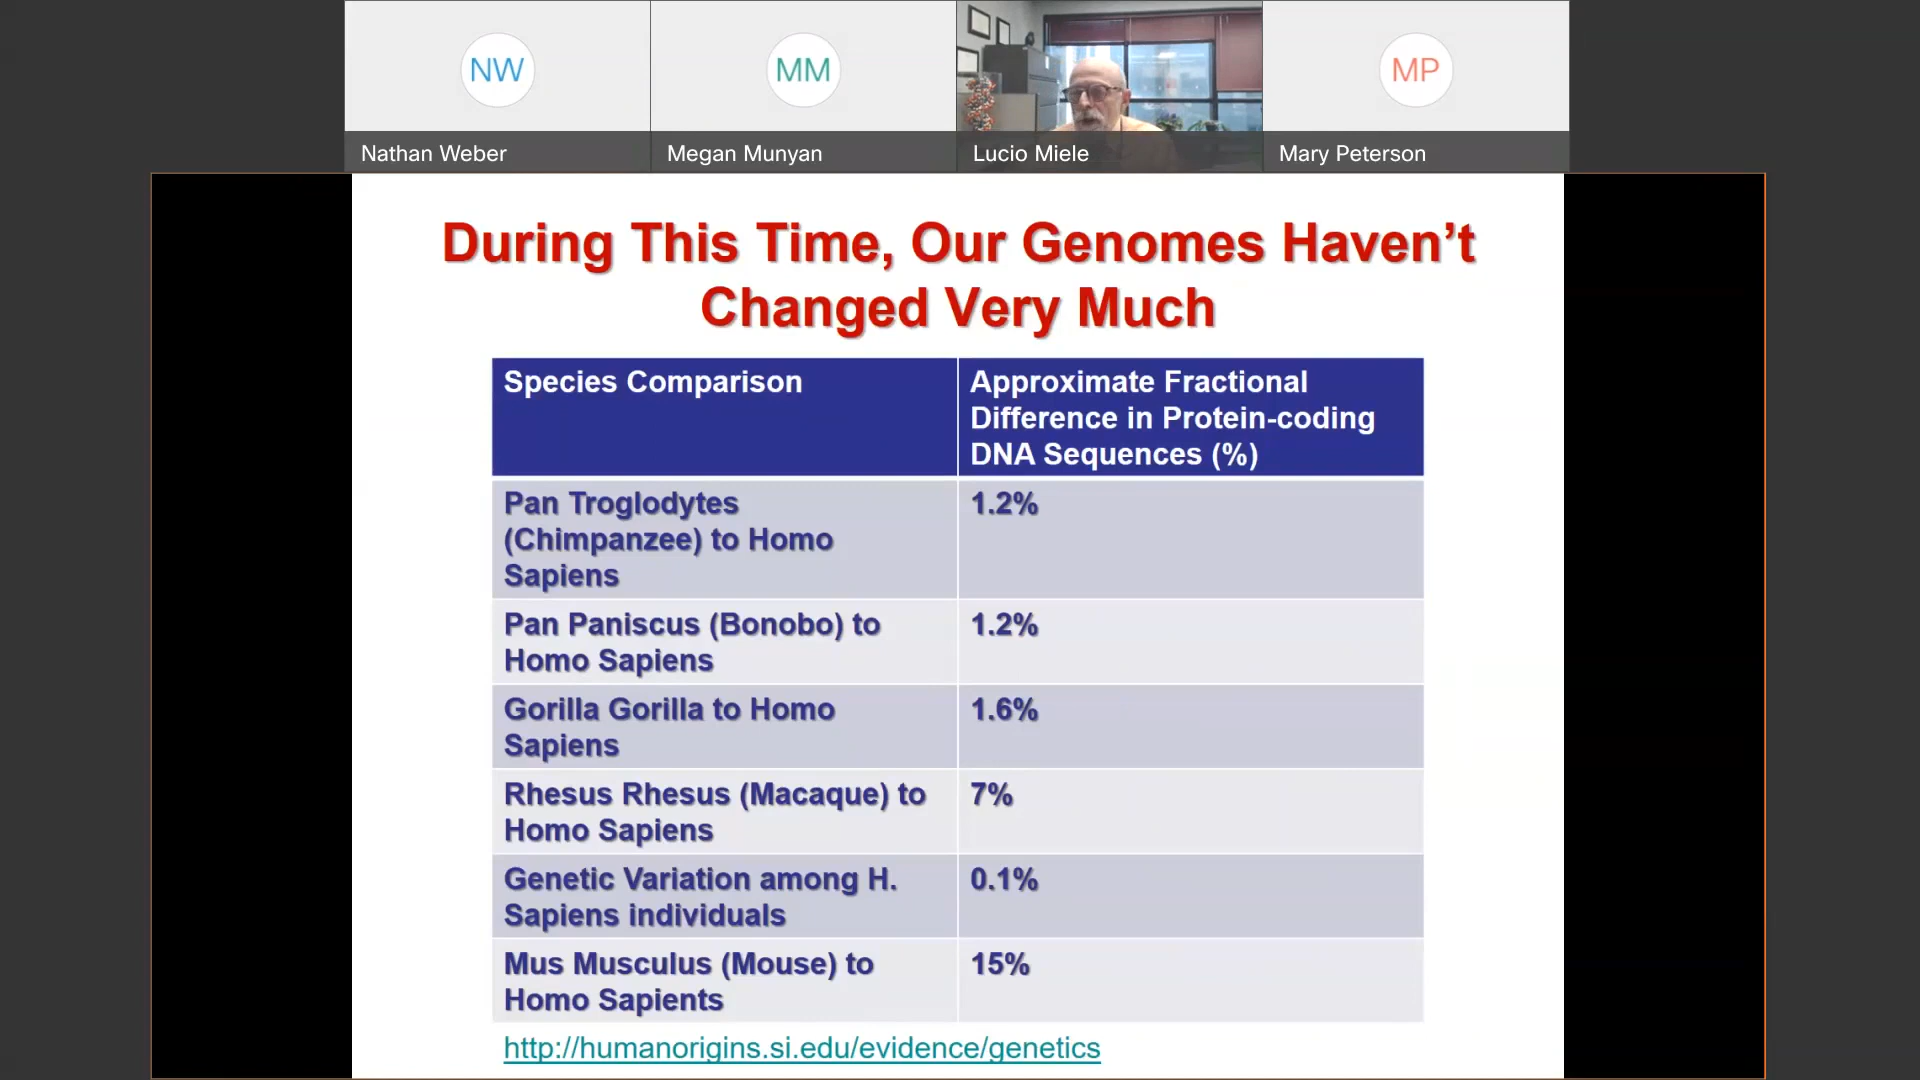 NW
MM
MP
Nathan Weber
Megan Munyan
Lucio Miele
Mary Peterson
During This Time, Our Genomes Haven’t
Changed Very Much
Species Comparison
Approximate Fractional
Difference in Protein-coding
DNA Sequences (%)
Pan Troglodytes
(Chimpanzee) to Homo
Sapiens
1.2%
Pan Paniscus (Bonobo) to
Homo Sapiens
1.2%
Gorilla Gorilla to Homo
Sapiens
1.6%
Rhesus Rhesus (Macaque) to
Homo Sapiens
7%
Genetic Variation among H.
Sapiens individuals
0.1%
Mus Musculus (Mouse) to
Homo Sapients
15%
http://humanorigins.si.edu/evidence/genetics